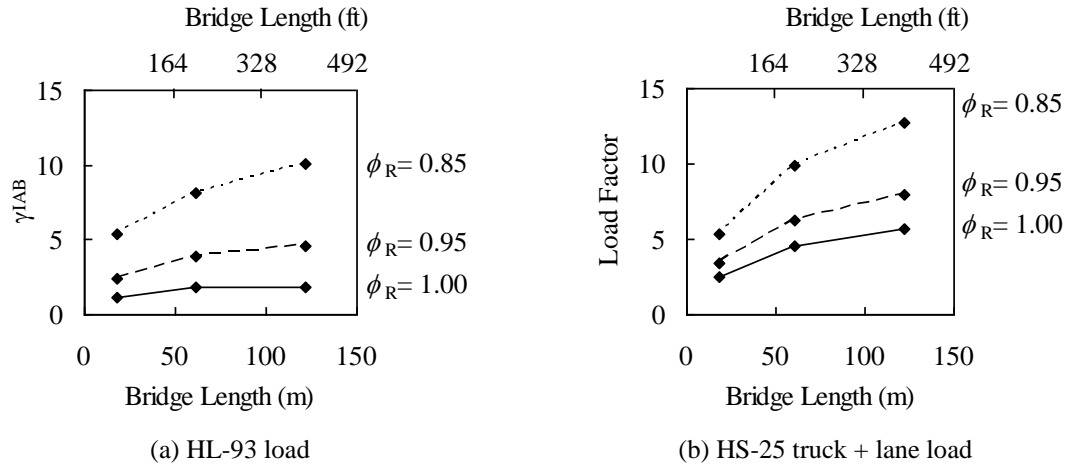 Bridge Length (ft)
164 328 492
15
10
5
0
γIAB
ϕR= 0.85
ϕR= 0.95
ϕR= 1.00
0 50 100 150
Bridge Length (m)
(a) HL-93 load
Bridge Length (ft)
164 328 492
15
10
5
0
Load Factor
ϕR= 0.85
ϕR= 0.95
ϕR= 1.00
0 50 100 150
Bridge Length (m)
(b) HS-25 truck + lane load